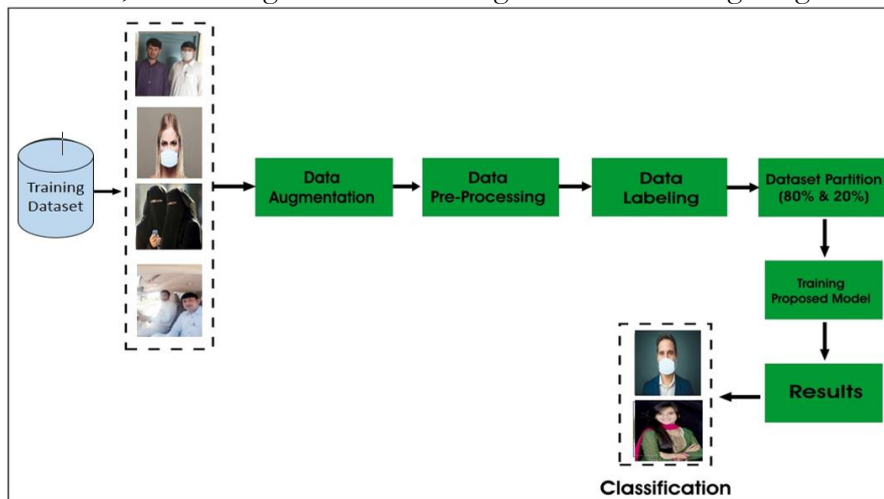 Training
Dataset
Data
Augmentation
Data
Pre-Processing
Data
Labeling
Dataset Partition
(80% & 20%)
Training
Proposed Model
Results
Classification